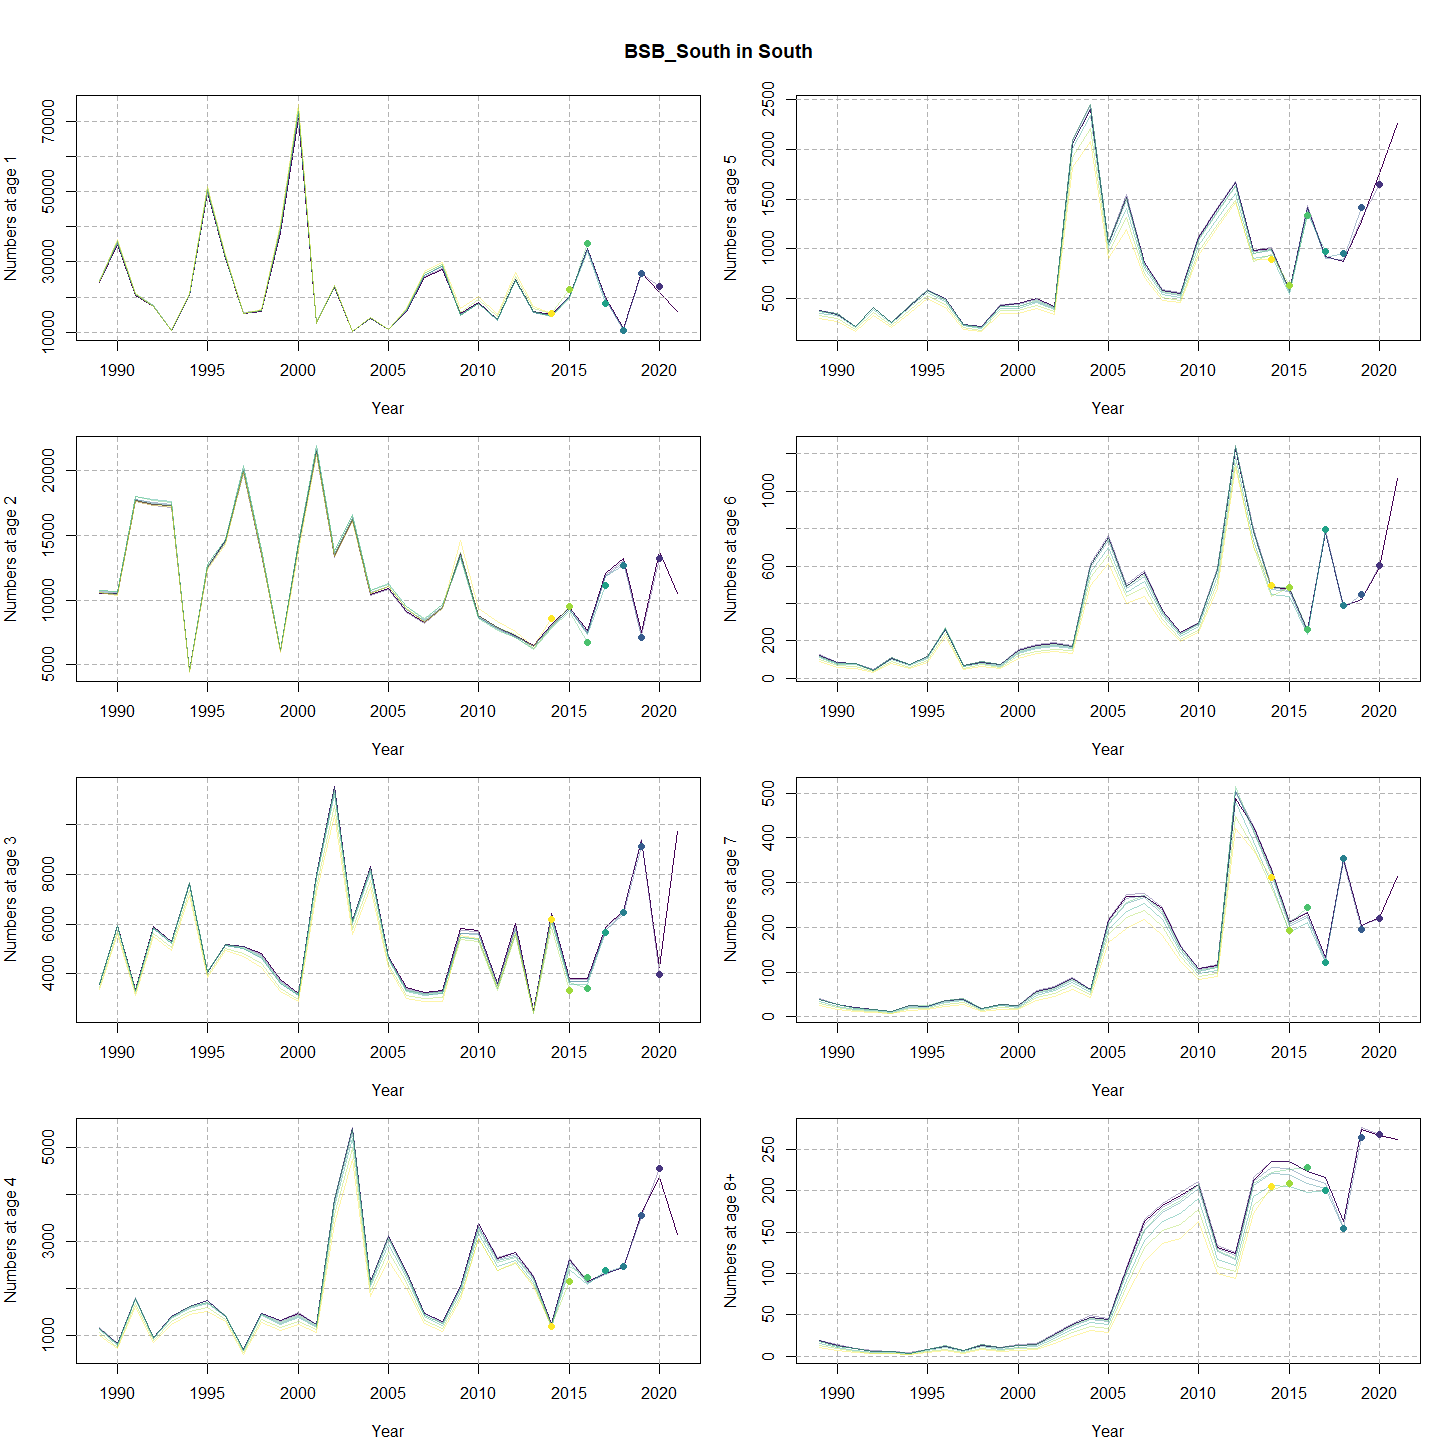 BSB_South in South
Numbers at age 1
10000 30000 50000 70000
1990 1995 2000 2005 2010 2015 2020
Year
Numbers at age 5
500 1000 1500 2000 2500
1990 1995 2000 2005 2010 2015 2020
Year
Numbers at age 2
5000 10000 15000 20000
1990 1995 2000 2005 2010 2015 2020
Year
Numbers at age 6
0 200 600 1000
1990 1995 2000 2005 2010 2015 2020
Year
Numbers at age 3
4000 6000 8000
1990 1995 2000 2005 2010 2015 2020
Year
Numbers at age 7
0 100 200 300 400 500
1990 1995 2000 2005 2010 2015 2020
Year
Numbers at age 4
1000 3000 5000
1990 1995 2000 2005 2010 2015 2020
Year
Numbers at age 8+
0 50 100 150 200 250
1990 1995 2000 2005 2010 2015 2020
Year